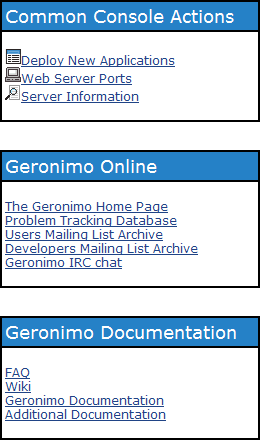 Common Console Actions
Deploy New Applications
Web Server Ports
Server Information
Geronimo Online
The Geronimo Home Page
Problem Tracking Database
Users Mailing List Archive
Developers Mailing List Archive
Geronimo IRC chat
Geronimo Documentation
FAQ
Wiki
Geronimo Documentation
Additional Documentation